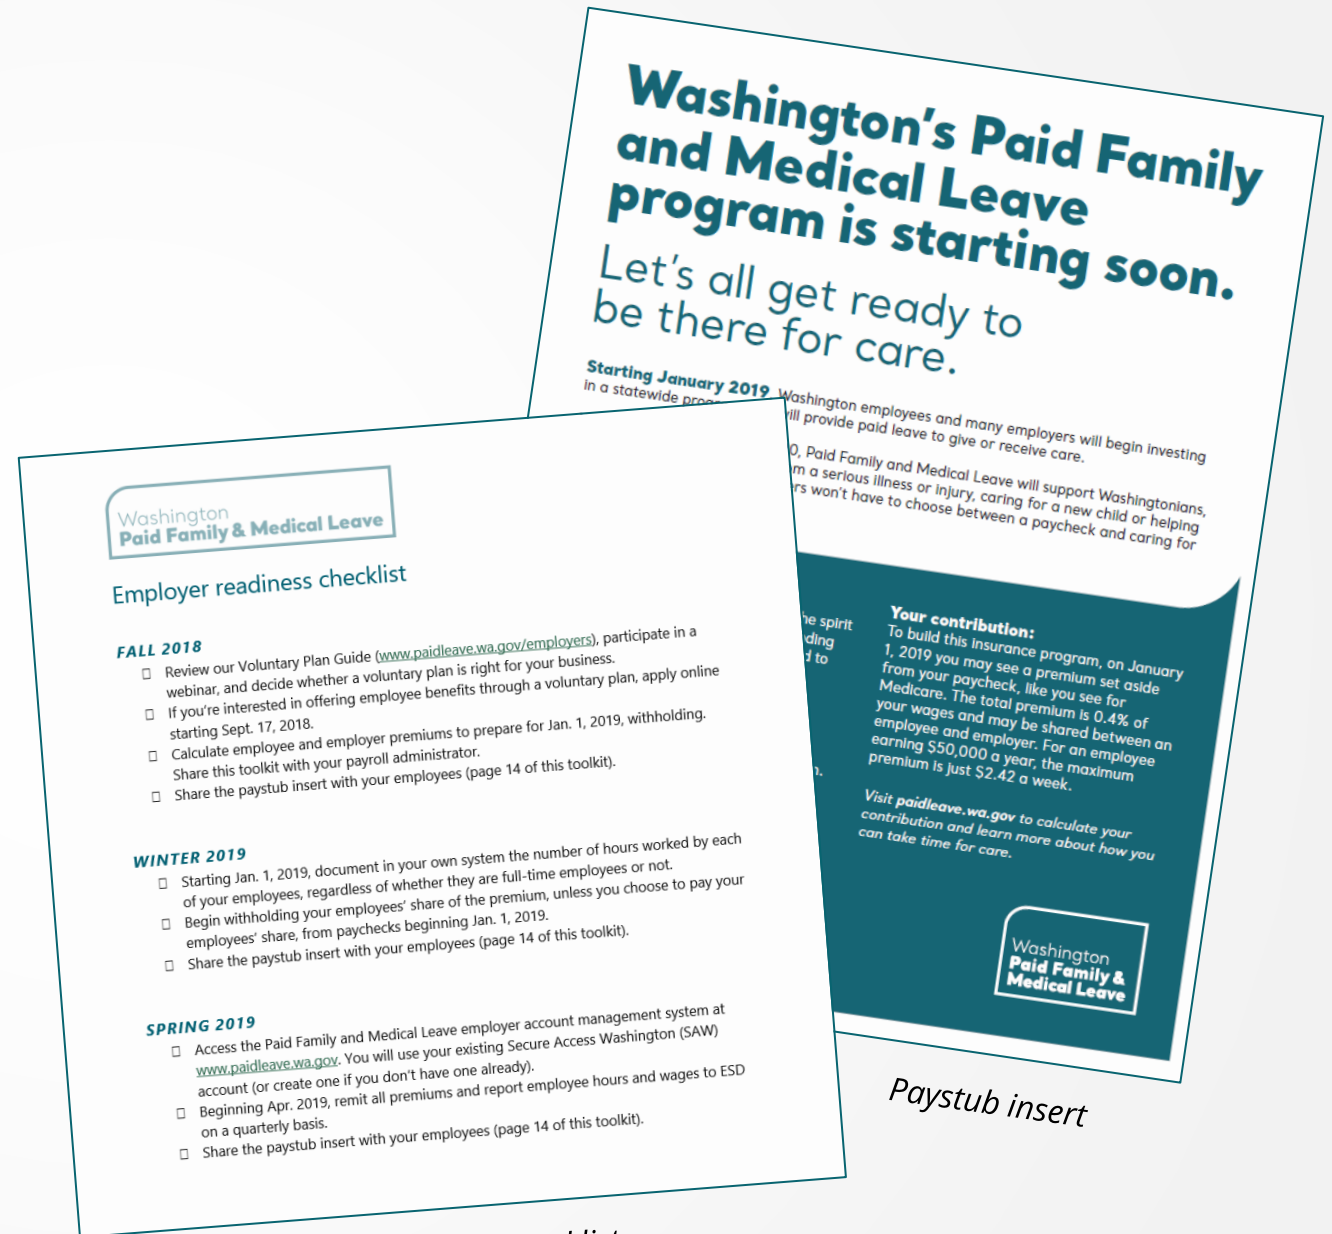 Washington's Paid Family
and Medical Leave
program is starting soon.
Let's all get ready to
be there for care.
Starting January 2019 Washington employees and many employers will begin investing
in a statewide provide paid leave to give or receive care.
0, Paid Family and Medical Leave will support Washingtonians,
a serious illness or injury, caring for a new child or helping
won't have to choose between a paycheck and caring for
spirit
to
Your contribution:
To build this insurance program, on January
1, 2019 you may see a premium set aside
from your paycheck, like you see for
Medicare. The total premium is 0.4% of
your wages and may be shared between an
employee and employer. For an employee
earning $50,000 a year, the maximum
premium is just $2.42 a week.
Visit paidleave.wa.gov to calculate your
contribution and learn more about how you
can take time for care.
Washington
Paid Family &
Medical Leave
Paystub insert
Washington
Paid Family & Medical Leave
Employer readiness checklist
FALL 2018
Review our Voluntary Plan Guide (www.paidleave.wa.gov/employers), participate in a
webinar, and decide whether a voluntary plan is right for your business.
If you're interested in offering employee benefits through a voluntary plan, apply online
starting Sept. 17, 2018.
Calculate employee and employer premiums to prepare for Jan. 1, 2019, withholding.
Share this toolkit with your payroll administrator.
Share the paystub insert with your employees (page 14 of this toolkit).
WINTER 2019
Starting Jan. 1, 2019, document in your own system the number of hours worked by each
of your employees, regardless of whether they are full-time employees or not.
Begin withholding your employees' share of the premium, unless you choose to pay your
employees' share, from paychecks beginning Jan. 1, 2019.
Share the paystub insert with your employees (page 14 of this toolkit).
SPRING 2019
Access the Paid Family and Medical Leave employer account management system at
www.paidleave.wa.gov. You will use your existing Secure Access Washington (SAW)
account (or create one if you don't have one already).
Beginning Apr. 2019, remit all premiums and report employee hours and wages to ESD
on a quarterly basis.
Share the paystub insert with your employees (page 14 of this toolkit).